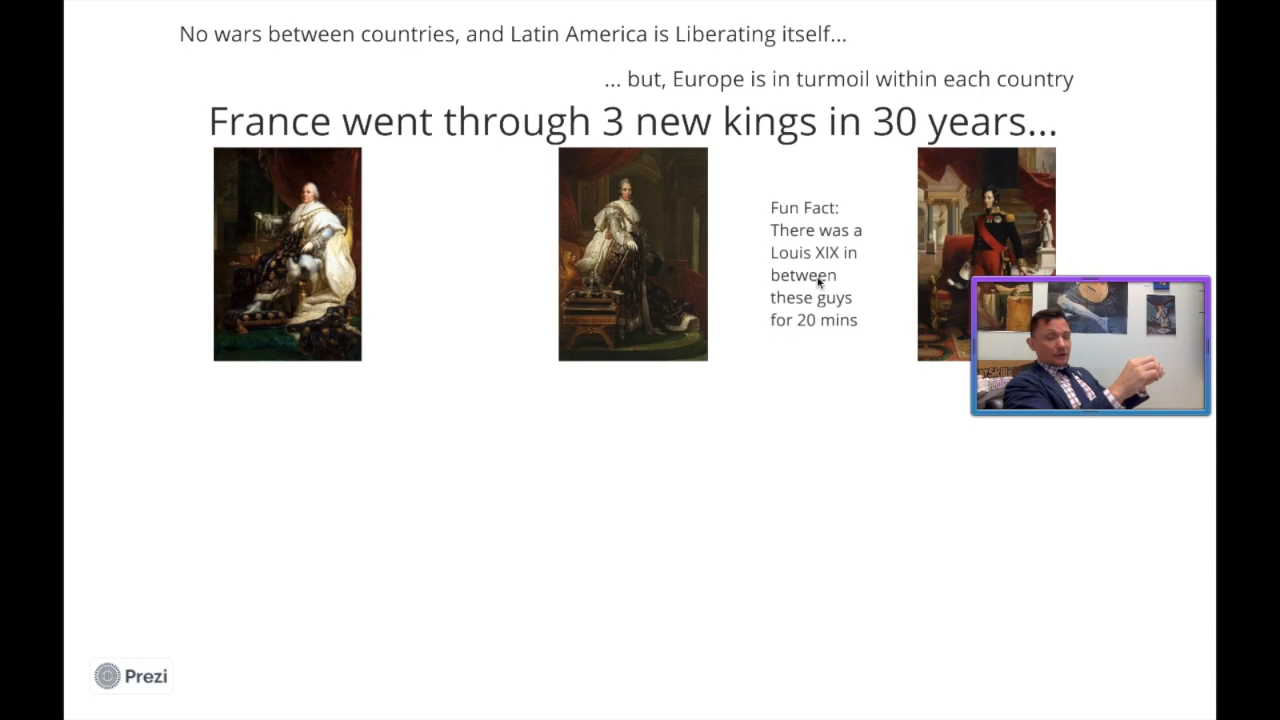 No wars between countries, and Latin America is Liberating itself...
... but, Europe is in turmoil within each country
France went through 3 new kings in 30 years...
Fun Fact:
There was a
Louis XIX in
between
these guys
for 20 mins
Prezi